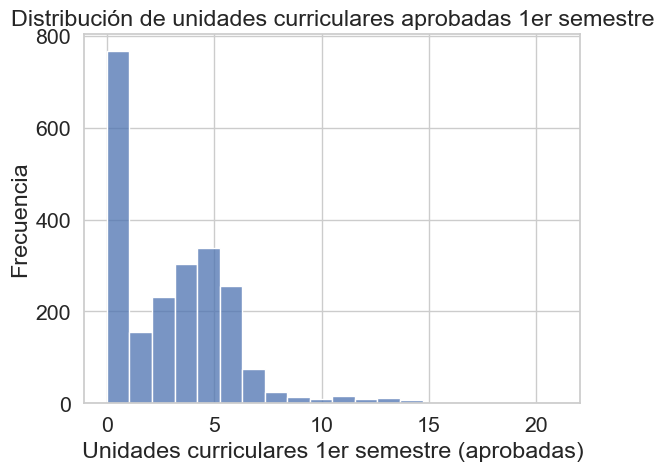 Distribución de unidades curriculares aprobadas 1er semestre
800
600
400
200
0
Frecuencia
0 5 10 15 20
Unidades curriculares 1er semestre (aprobadas)